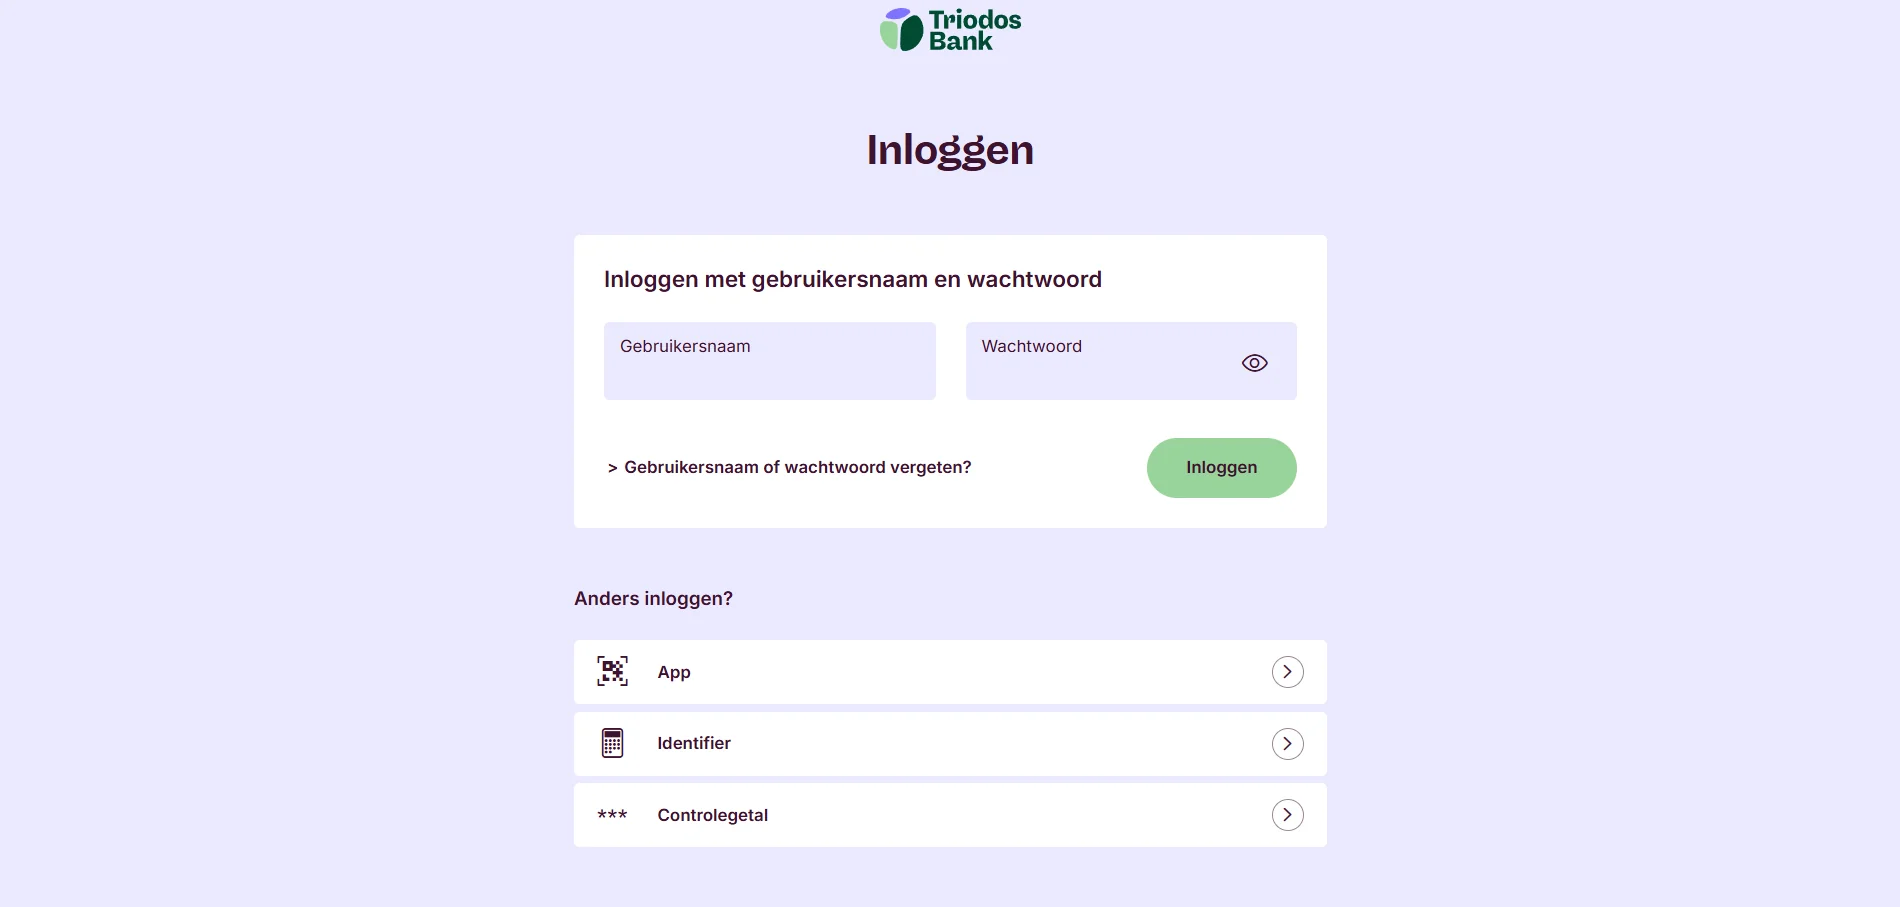 Triodos
Bank
Inloggen
Inloggen met gebruikersnaam en wachtwoord
Gebruikersnaam
Wachtwoord
> Gebruikersnaam of wachtwoord vergeten?
Inloggen
Anders inloggen?
App
Identifier
*** Controlegetal